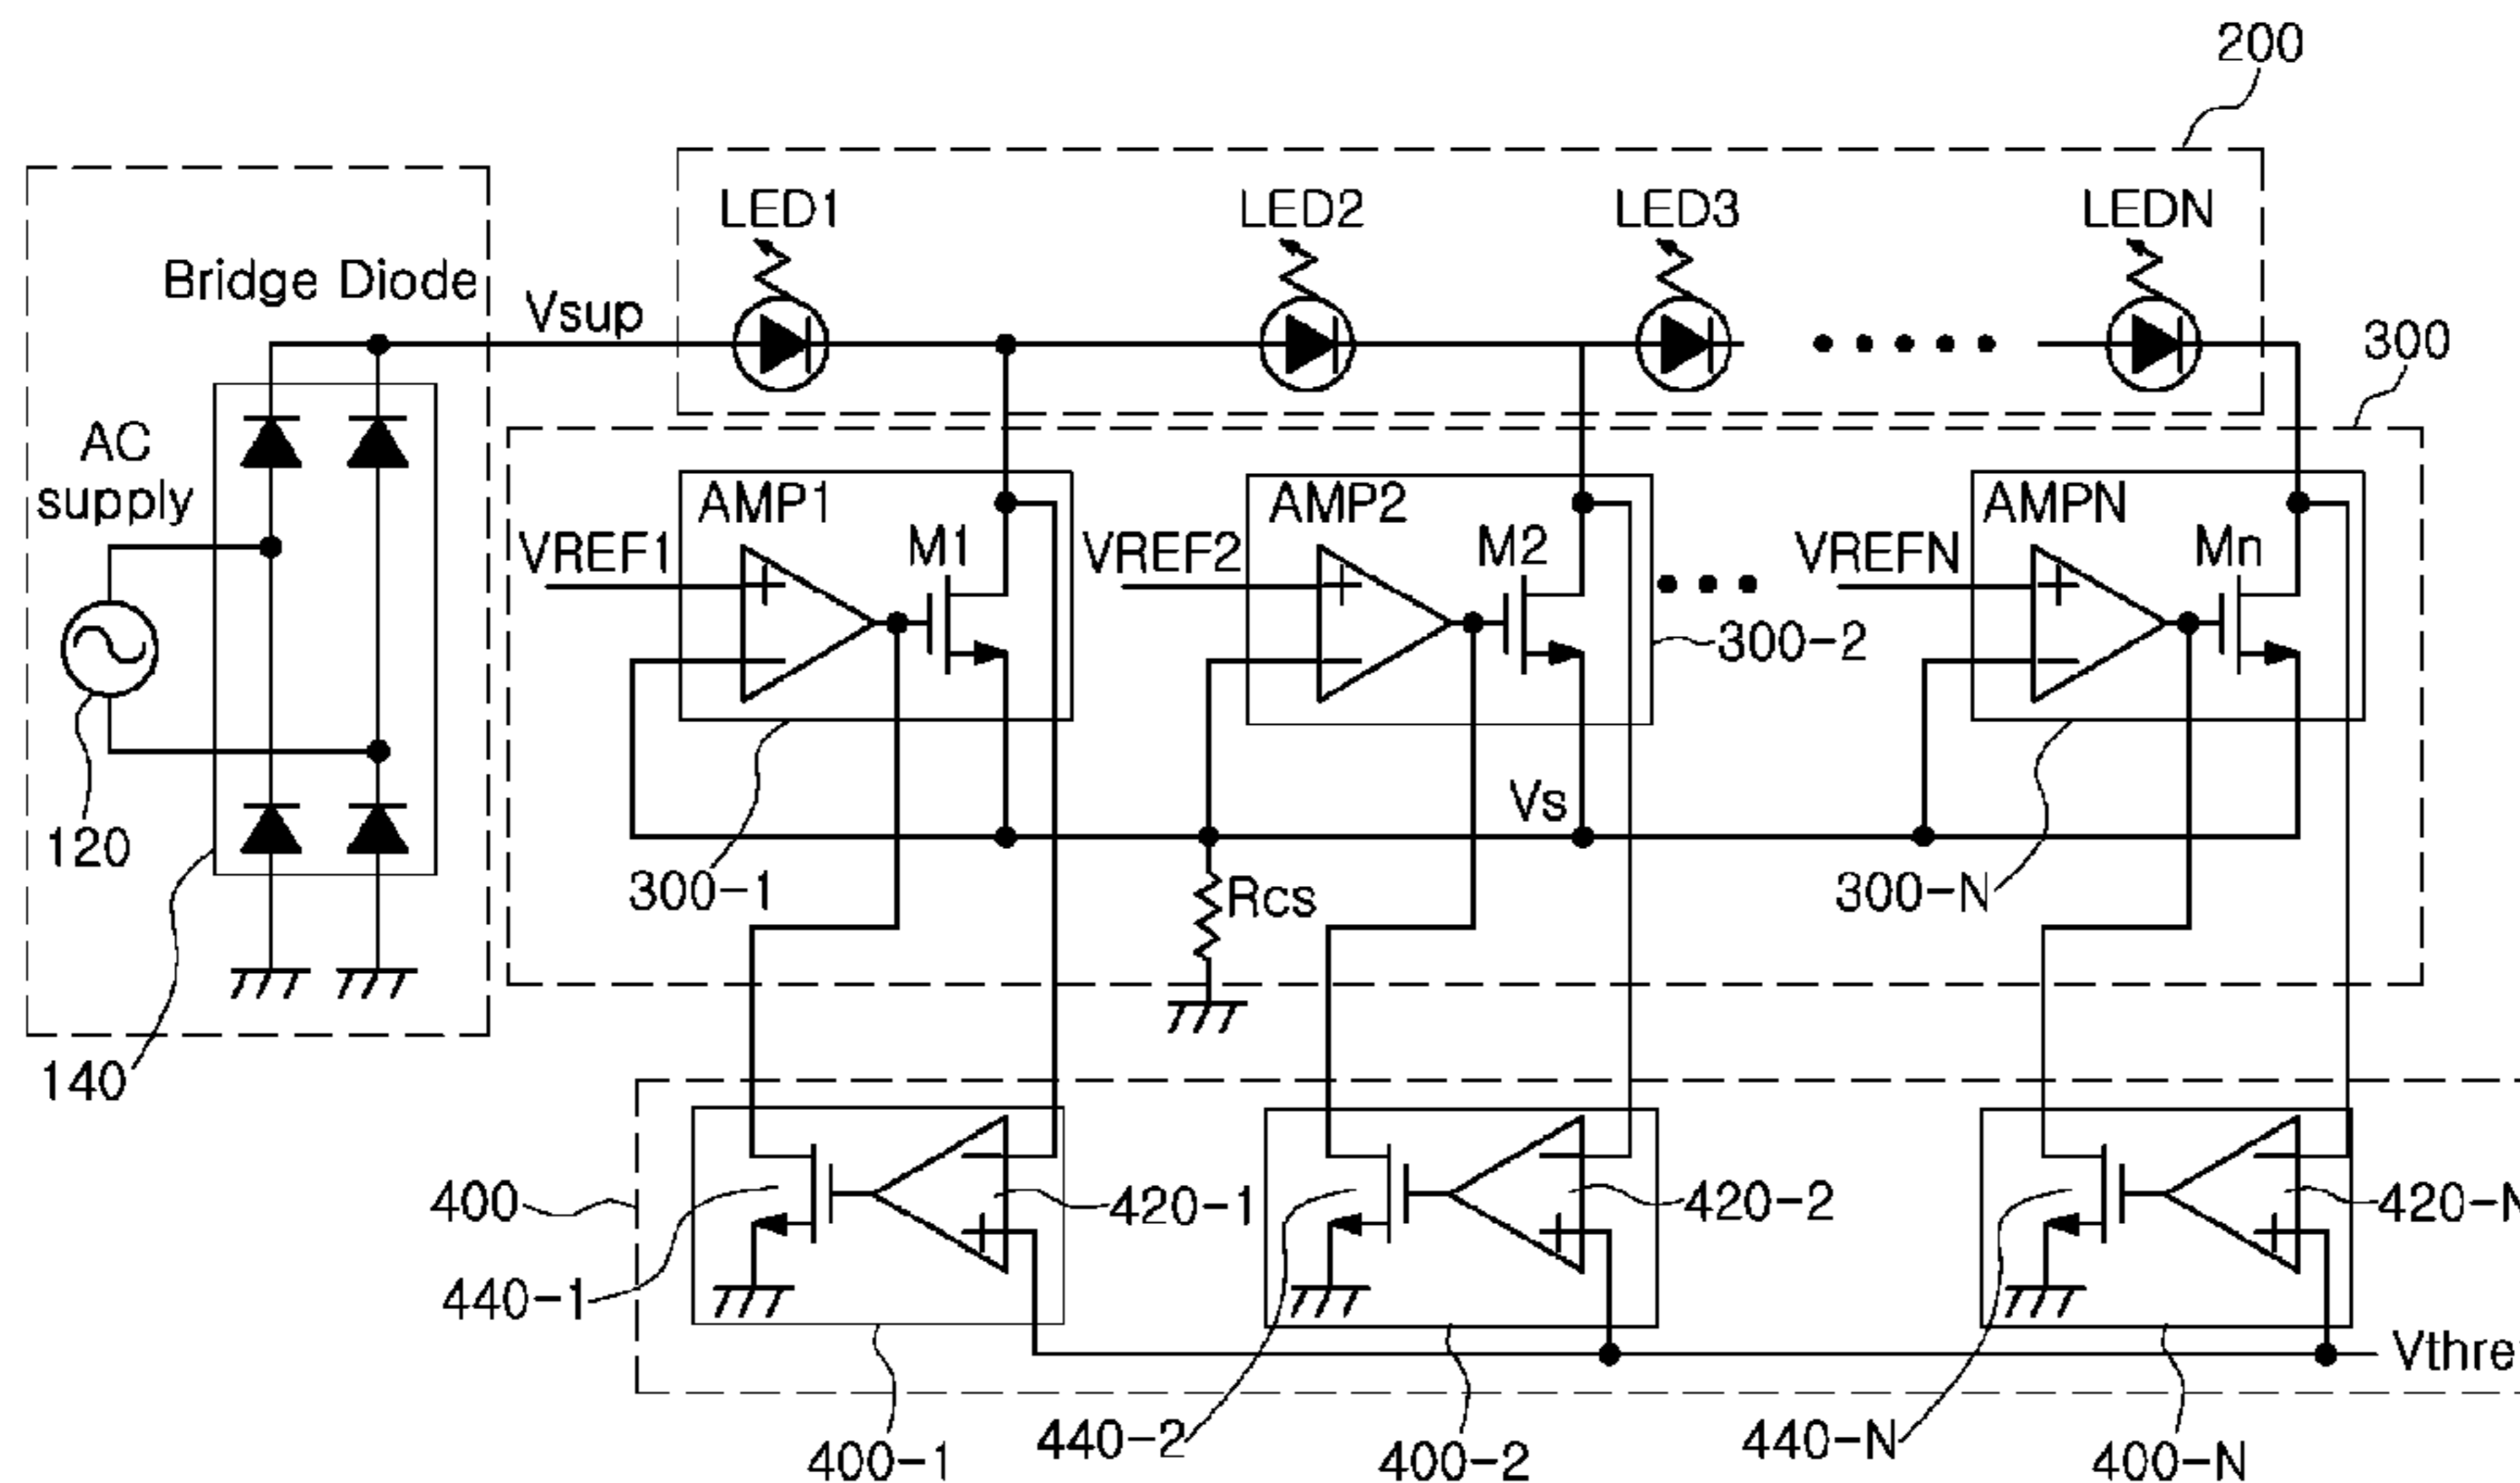 200
LED1 LED2 LED3 LEDN
Bridge Diode
Vsup
300
AC
supply
AMP1 AMP2 AMPN
VREF1 M1 VREF2 M2 VREFN Mn
+ + +
300-2
− − −
Vs
120
300-1 Rcs 300-N
140
− − −
400 420-1 420-2 420-N
+ + +
440-1
Vthre
440-2 440-N
400-1 400-2 400-N